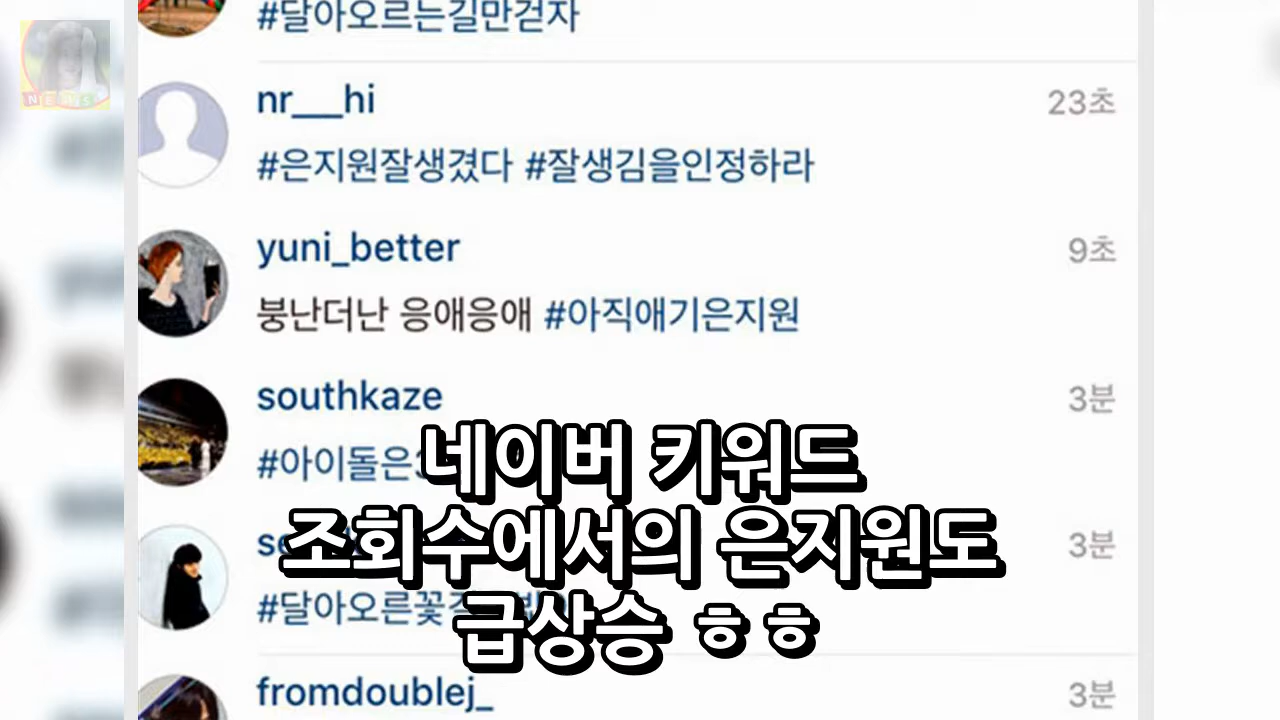 #달아오르는길만걷자
NEWS
nr___hi
23초
#은지원잘생겼다 #잘생김을인정하라
yuni_better
9초
붕난더난 응애응애 #아직애기은지원
southkaze
3분
#아이돌은
네이버 키워드
조회수에서의 은지원도
3분
#달아오른꽃
급상승 ㅎㅎ
fromdoublej_
3분